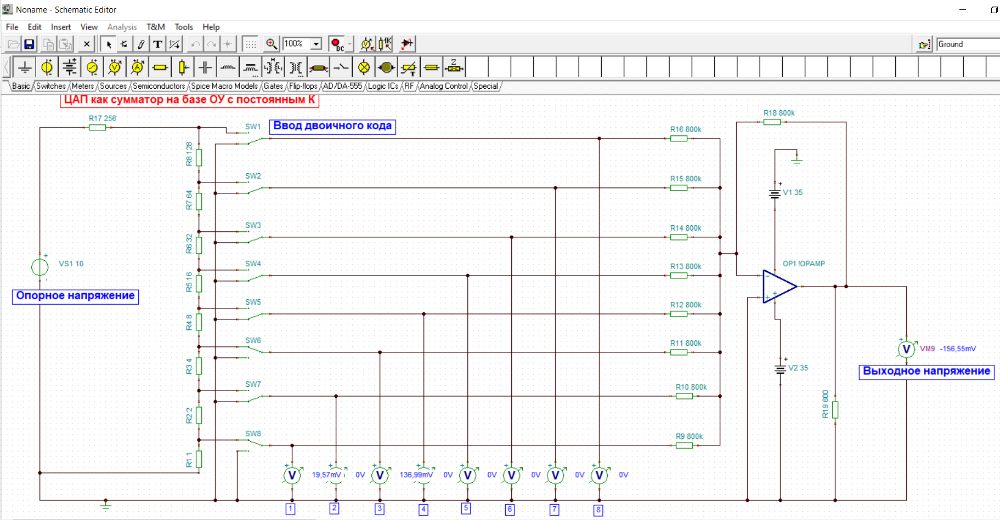 Noname - Schematic Editor
File Edit Insert View Analysis T&M Tools Help
T 100% DC 1K Ground
M Z
Basic Switches Meters Sources Semiconductors Spice Macro Models Gates Flip-flops AD/DA-555 Logic ICs RF Analog Control Special
ЦАП как сумматор на базе ОУ с постоянным К
R17 256
SW1
Ввод двоичного кода
R16 800k
R18 800k
R8 128
SW2
R15 800k
V1 35
R7 64
SW3
R14 800k
R6 32
VS1 10
SW4
R13 800k
OP1 !OPAMP
R5 16
Опорное напряжение
SW5
R12 800k
R4 8
SW6
R11 800k
V VM9 -156,55mV
R3 4
V2 35
Выходное напряжение
SW7
R10 800k
R2 2
R19 600
SW8
R9 800k
R1 1
V 19,57mV 0V V 136,99mV 0V V 0V V 0V V 0V V 0V
1 2 3 4 5 6 7 8